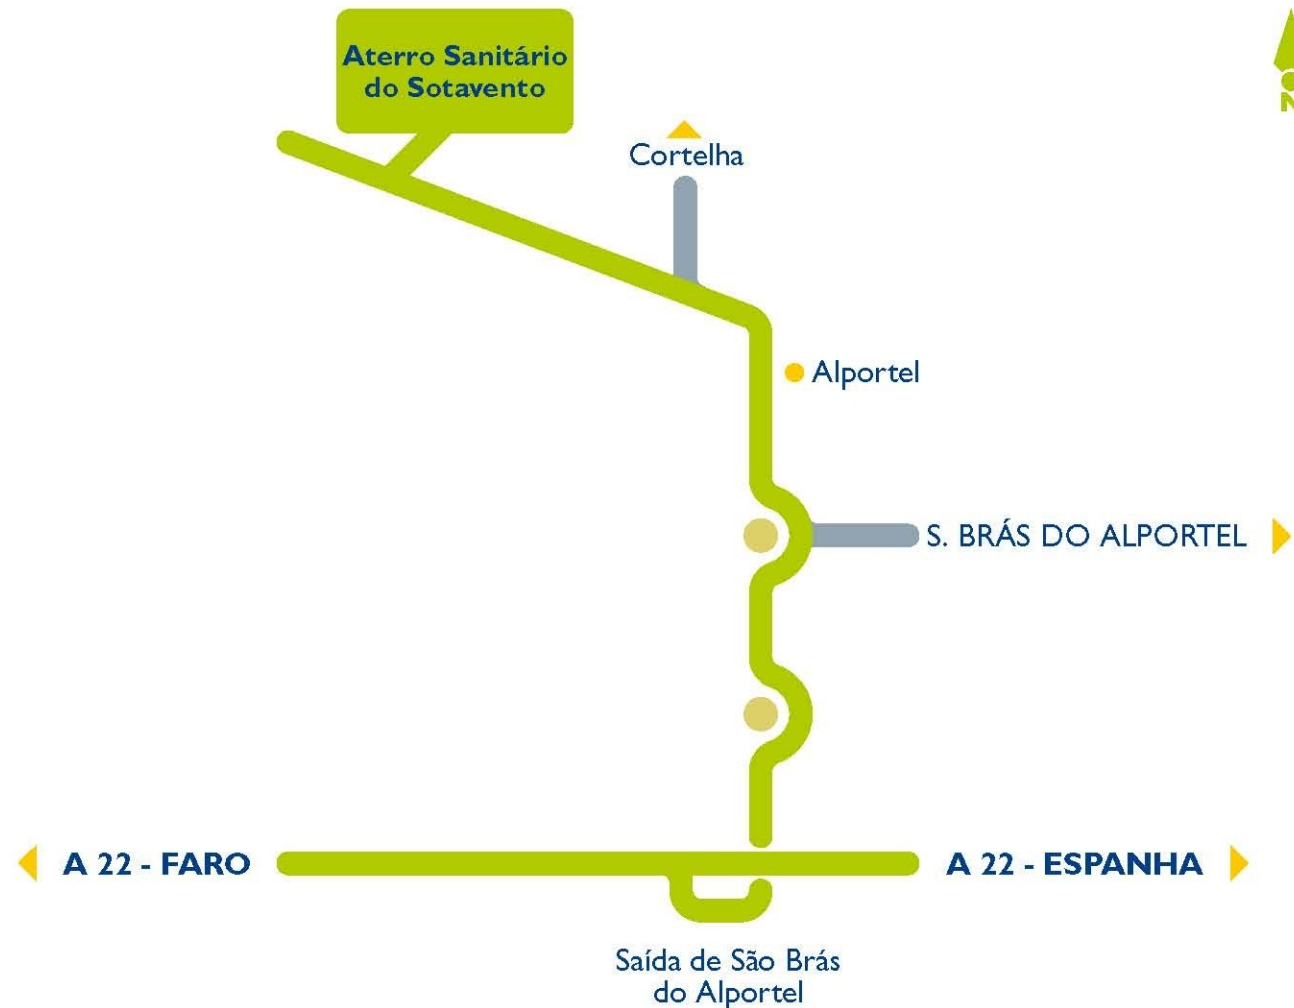 Aterro Sanitário
do Sotavento
N
Cortelha
Alportel
S. BRÁS DO ALPORTEL
A 22 - FARO
A 22 - ESPANHA
Saída de São Brás
do Alportel